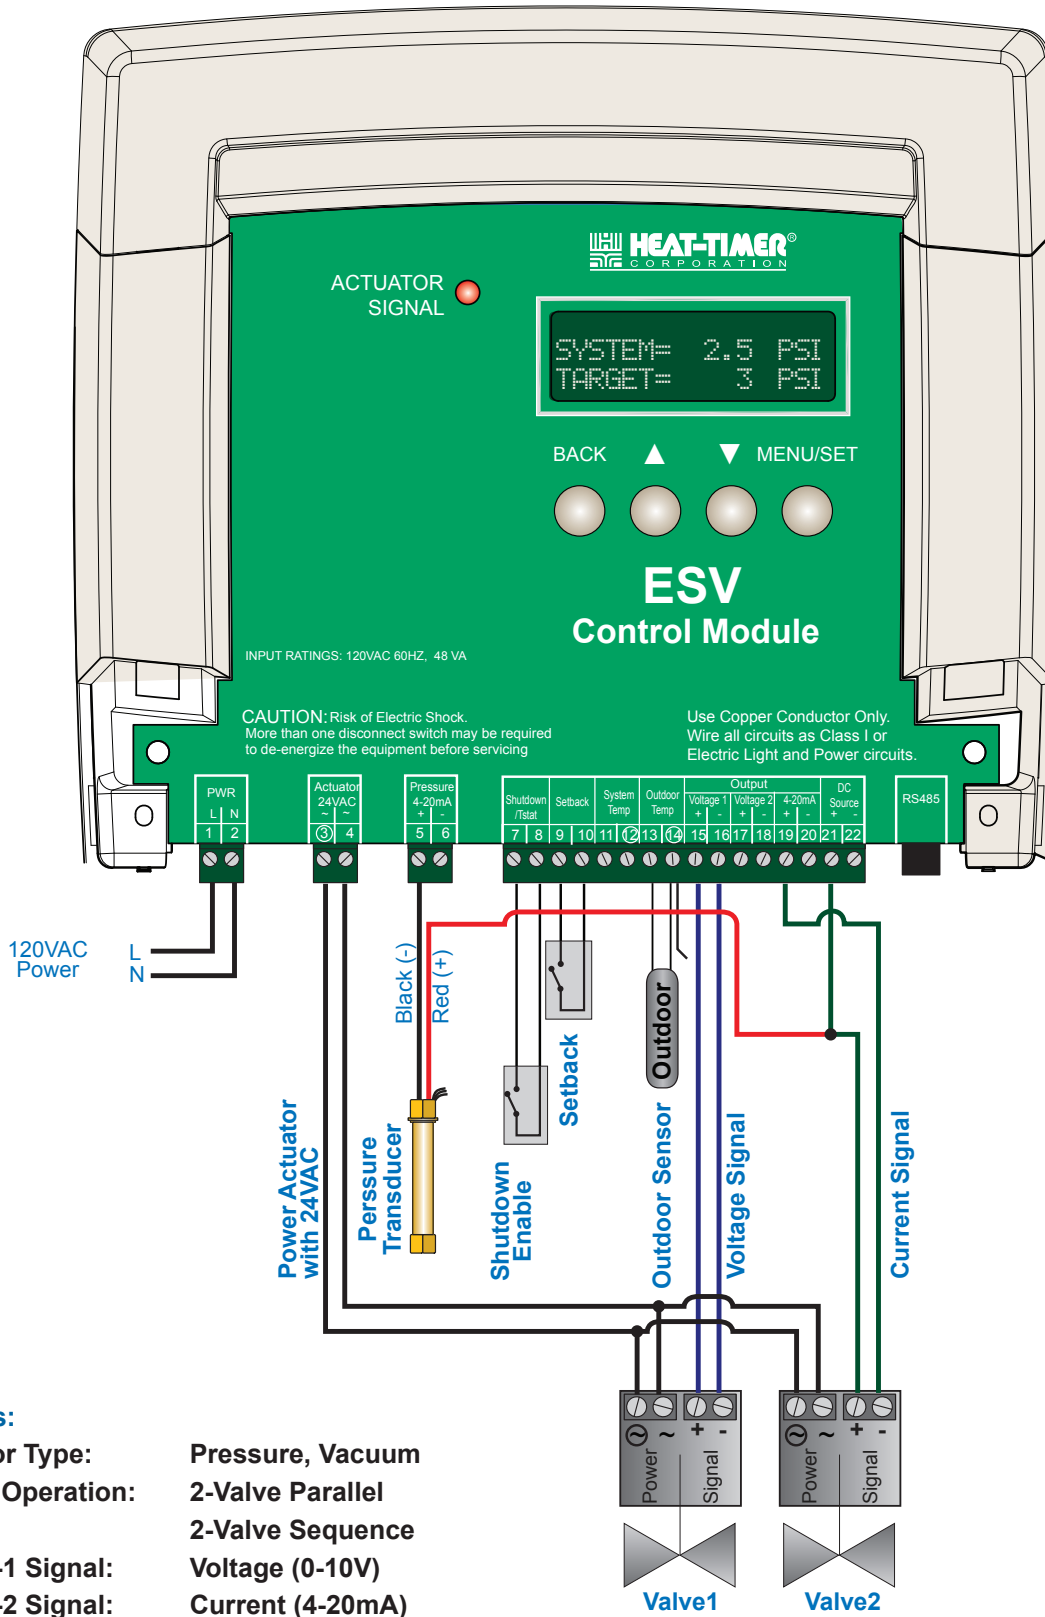 HEAT-TIMER®
CORPORATION
ACTUATOR
SIGNAL
SYSTEM= 2.5 PSI
TARGET= 3 PSI
BACK ▲ ▼ MENU/SET
ESV
Control Module
INPUT RATINGS: 120VAC 60HZ, 48 VA
CAUTION: Risk of Electric Shock.
More than one disconnect switch may be required
to de-energize the equipment before servicing
Use Copper Conductor Only.
Wire all circuits as Class I or
Electric Light and Power circuits.
PWR
L N
1 2
Actuator
24VAC
~ ~
3 4
Pressure
4-20mA
+ -
5 6
Shutdown
/Tstat
7 8
Setback
9 10
System
Temp
11 12
Outdoor
Temp
13 14
Output
Voltage 1 Voltage 2 4-20mA
+ - + - + -
15 16 17 18 19 20
DC
Source
+ -
21 22
RS485
120VAC
Power
L
N
Black (-)
Red (+)
Power Actuator
with 24VAC
Perssure
Transducer
Shutdown
Enable
Setback
Outdoor
Outdoor Sensor
Voltage Signal
Current Signal
~ ~ + -
Power
Signal
Valve1
~ ~ + -
Power
Signal
Valve2
s:
or Type: Pressure, Vacuum
Operation: 2-Valve Parallel
2-Valve Sequence
-1 Signal: Voltage (0-10V)
-2 Signal: Current (4-20mA)